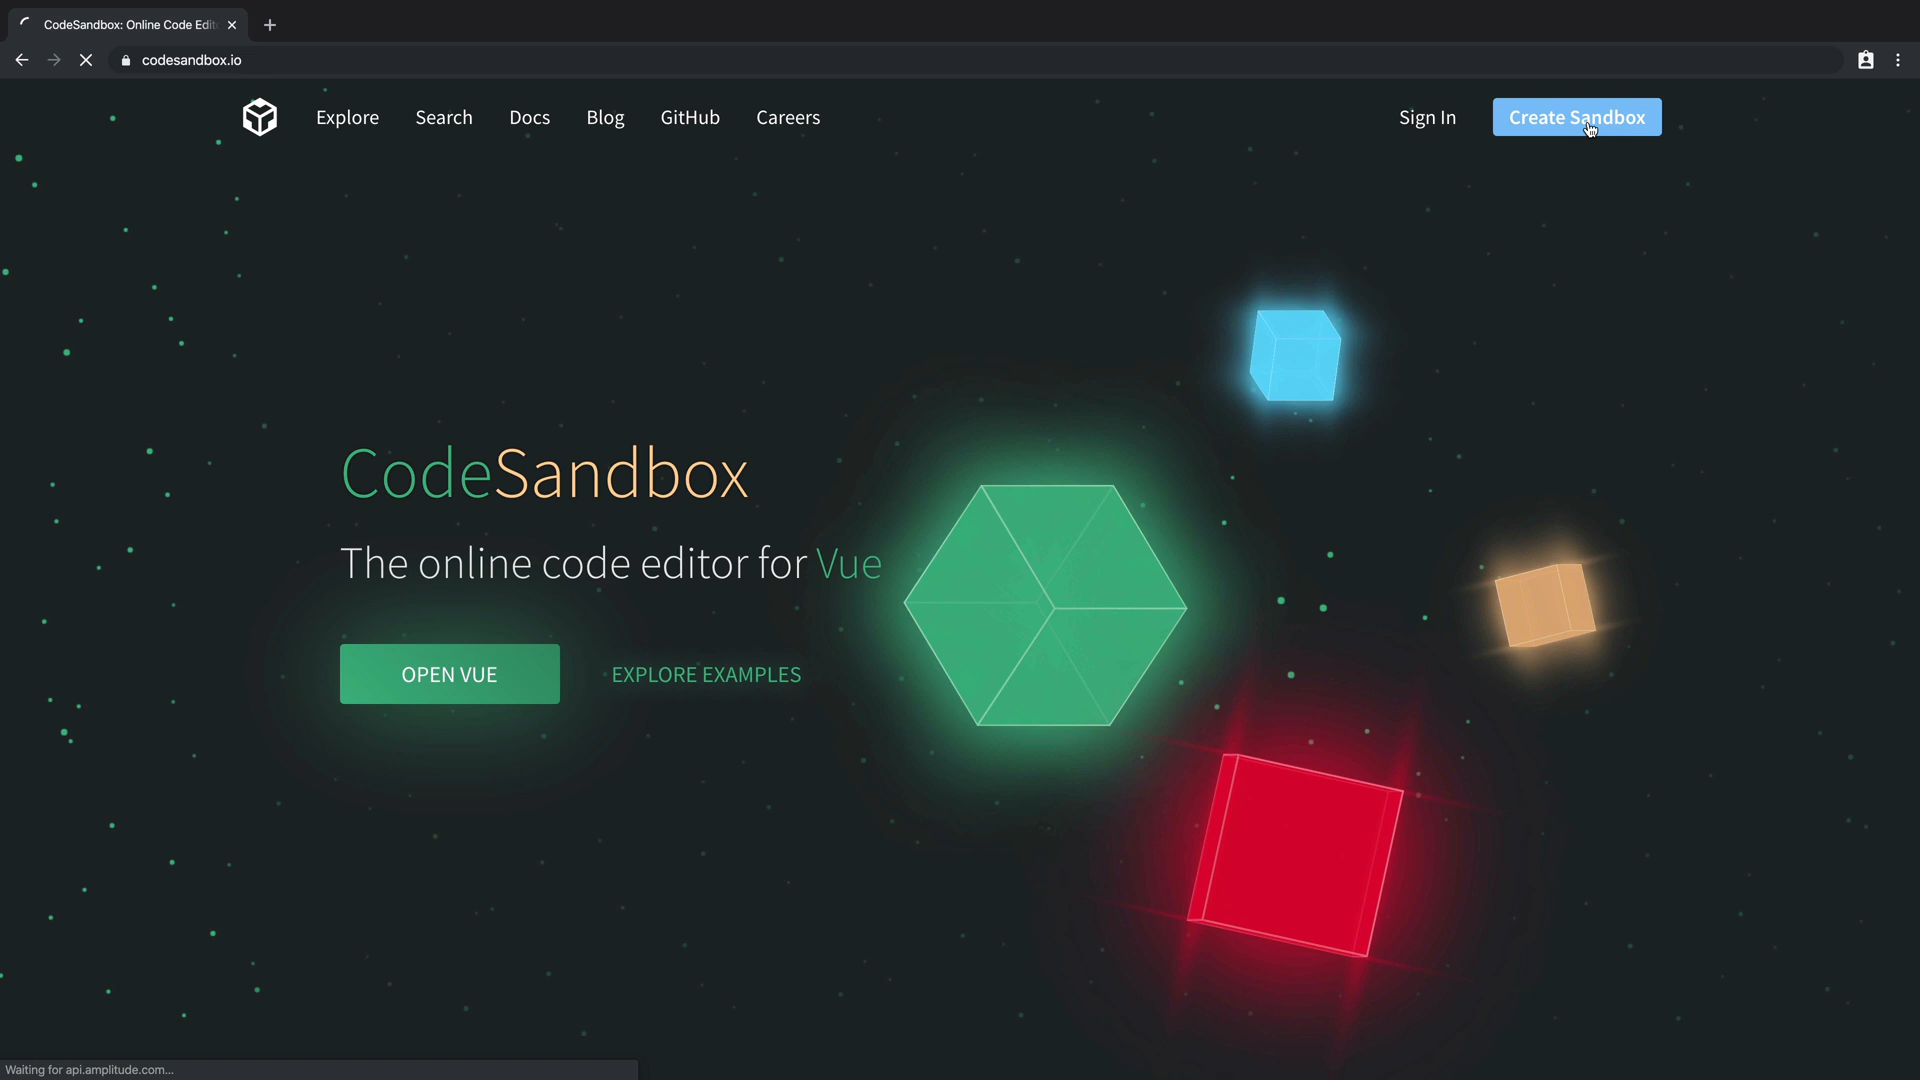 CodeSandbox: Online Code Edit
codesandbox.io
Explore Search Docs Blog GitHub Careers Sign In Create Sandbox
CodeSandbox
The online code editor for Vue
OPEN VUE EXPLORE EXAMPLES
Waiting for api.amplitude.com...